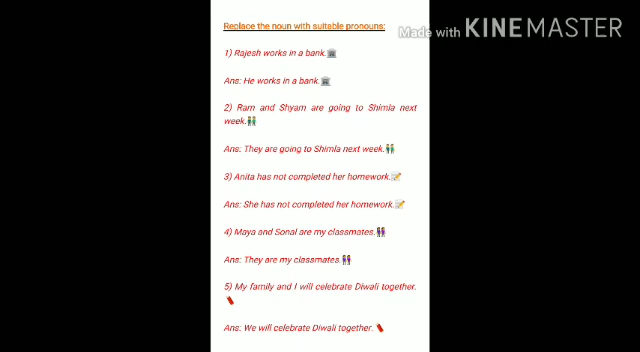 Replace the noun with suitable pronouns:
Made with KINEMASTER
1) Rajesh works in a bank.🏦
Ans: He works in a bank.🏦
2) Ram and Shyam are going to Shimla next
week.👬
Ans: They are going to Shimla next week.👬
3) Anita has not completed her homework.📝
Ans: She has not completed her homework.📝
4) Maya and Sonal are my classmates.👭
Ans: They are my classmates.👭
5) My family and I will celebrate Diwali together.
🧨
Ans: We will celebrate Diwali together.🧨